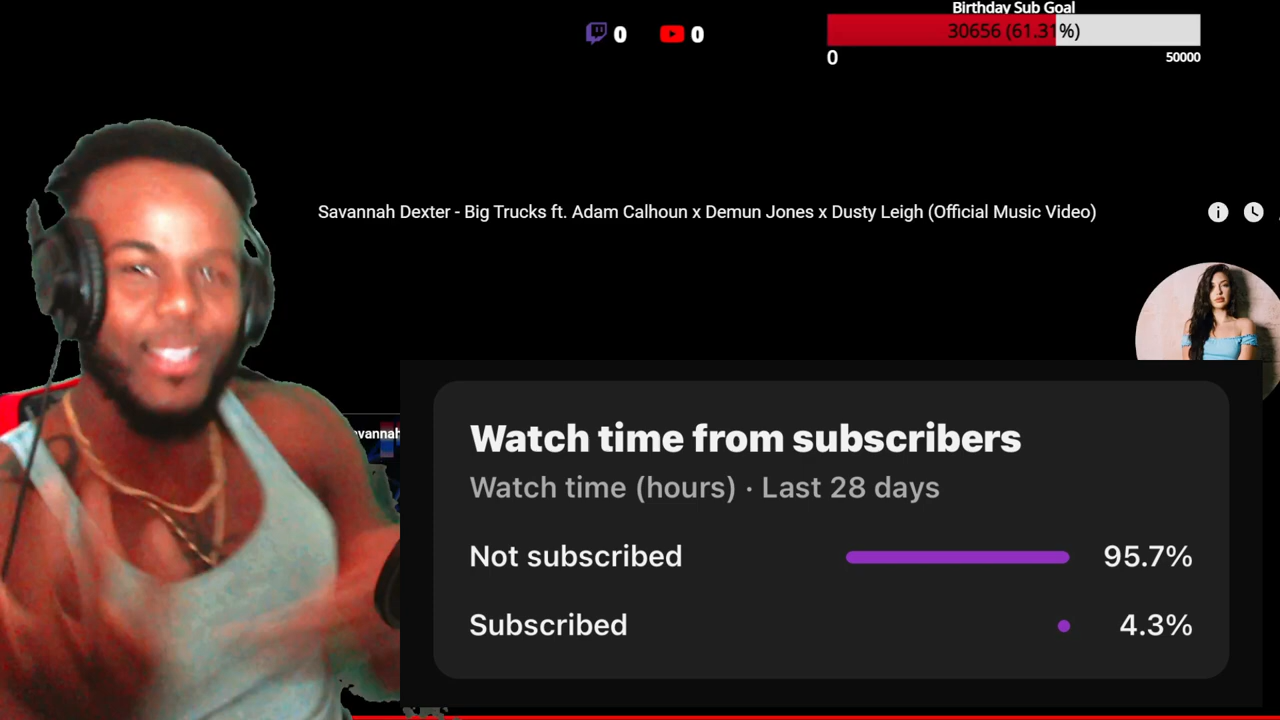 Birthday Sub Goal
0 0 30656 (61.31%)
0 50000
Savannah Dexter - Big Trucks ft. Adam Calhoun x Demun Jones x Dusty Leigh (Official Music Video)
avannah
Watch time from subscribers
Watch time (hours) · Last 28 days
Not subscribed 95.7%
Subscribed 4.3%